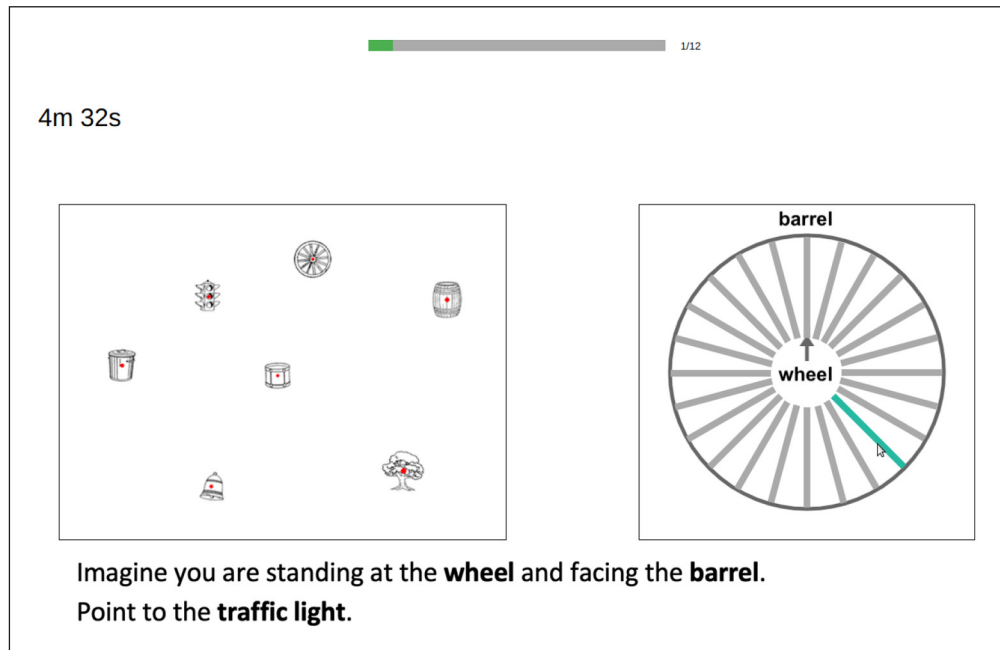 1/12
4m 32s
barrel
wheel
Imagine you are standing at the wheel and facing the barrel.
Point to the traffic light.